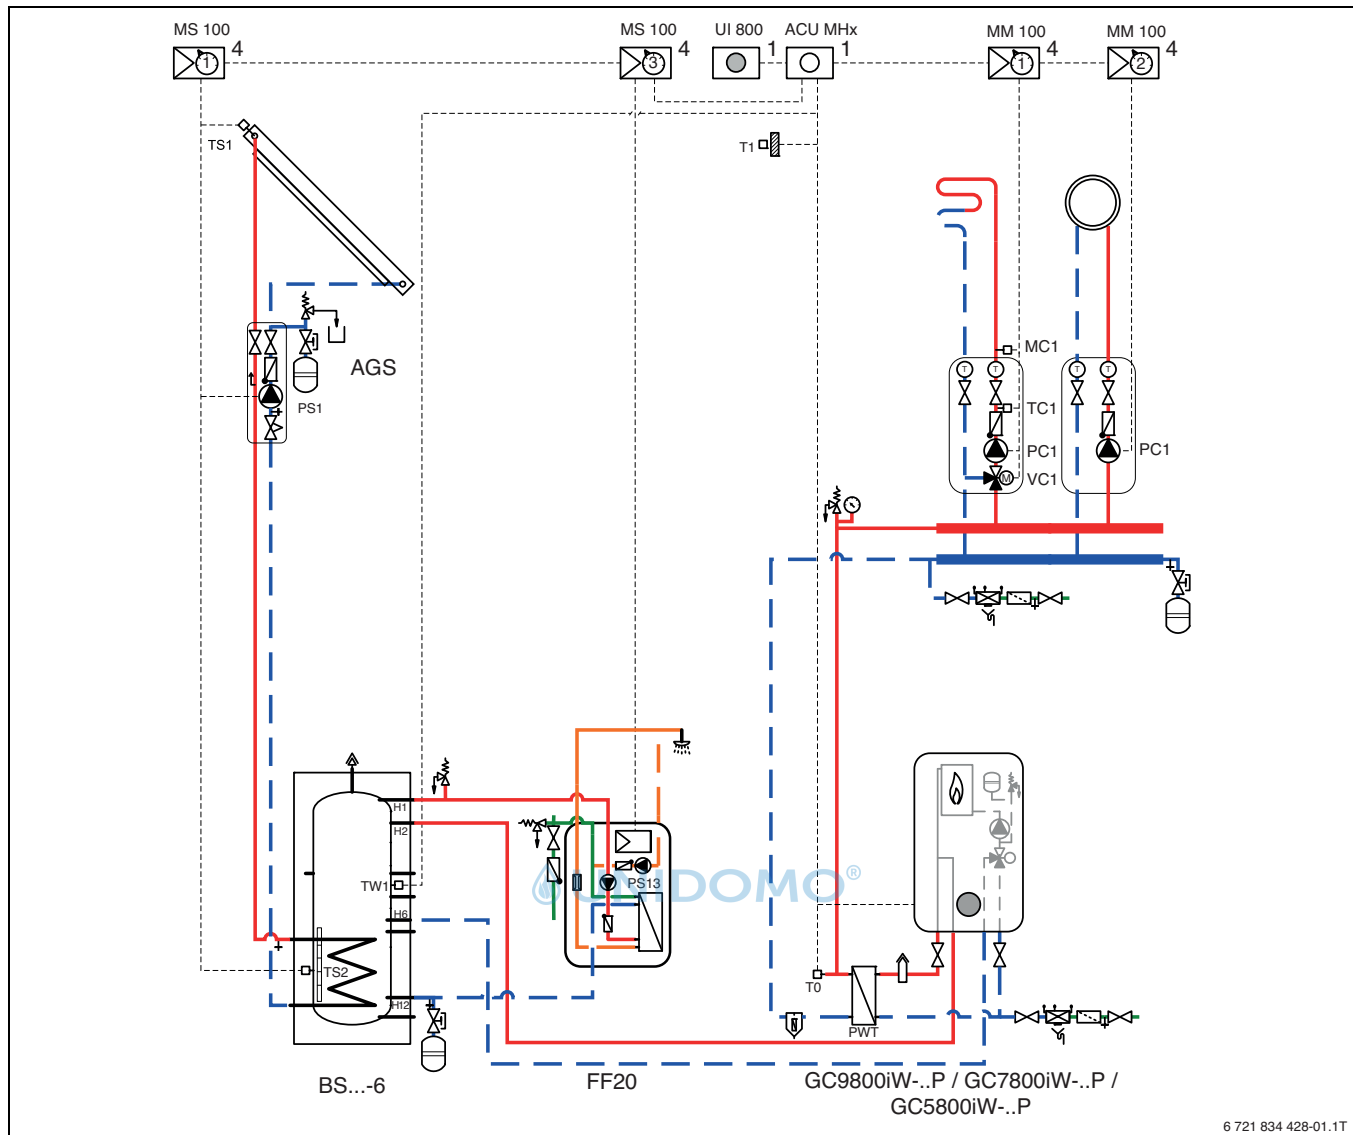 MS 100
4
MS 100
4
UI 800
1
ACU MHx
1
MM 100
4
MM 100
4
1
3
1
2
TS1
T1
MC1
T
T
T
T
AGS
PS1
TC1
PC1
PC1
M
VC1
H1
H2
TW1
PS13
UNIDOMO®
H6
TS2
T0
H12
PWT
BS...-6
FF20
GC9800iW-..P / GC7800iW-..P /
GC5800iW-..P
6 721 834 428-01.1T